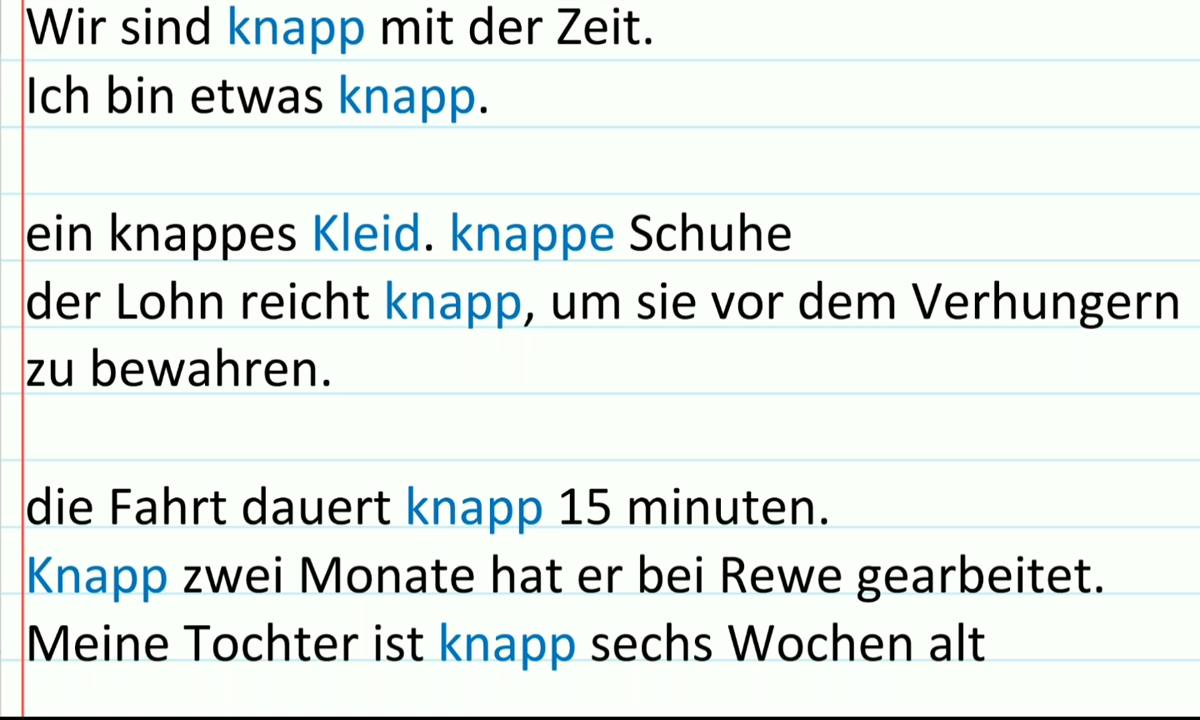 Wir sind knapp mit der Zeit.
Ich bin etwas knapp.
ein knappes Kleid. knappe Schuhe
der Lohn reicht knapp, um sie vor dem Verhungern
zu bewahren.
die Fahrt dauert knapp 15 minuten.
Knapp zwei Monate hat er bei Rewe gearbeitet.
Meine Tochter ist knapp sechs Wochen alt